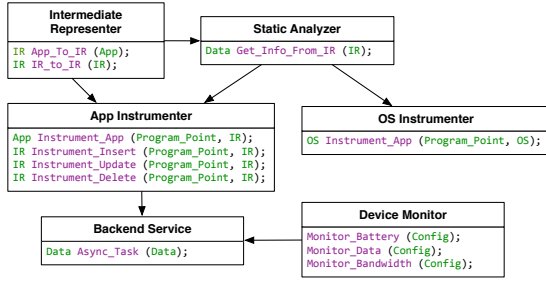 Intermediate
Representer
IR App_To_IR (App);
IR IR_to_IR (IR);
Static Analyzer
Data Get_Info_From_IR (IR);
App Instrumenter
App Instrument_App (Program_Point, IR);
IR Instrument_Insert (Program_Point, IR);
IR Instrument_Update (Program_Point, IR);
IR Instrument_Delete (Program_Point, IR);
OS Instrumenter
OS Instrument_App (Program_Point, OS);
Backend Service
Data Async_Task (Data);
Device Monitor
Monitor_Battery (Config);
Monitor_Data (Config);
Monitor_Bandwidth (Config);